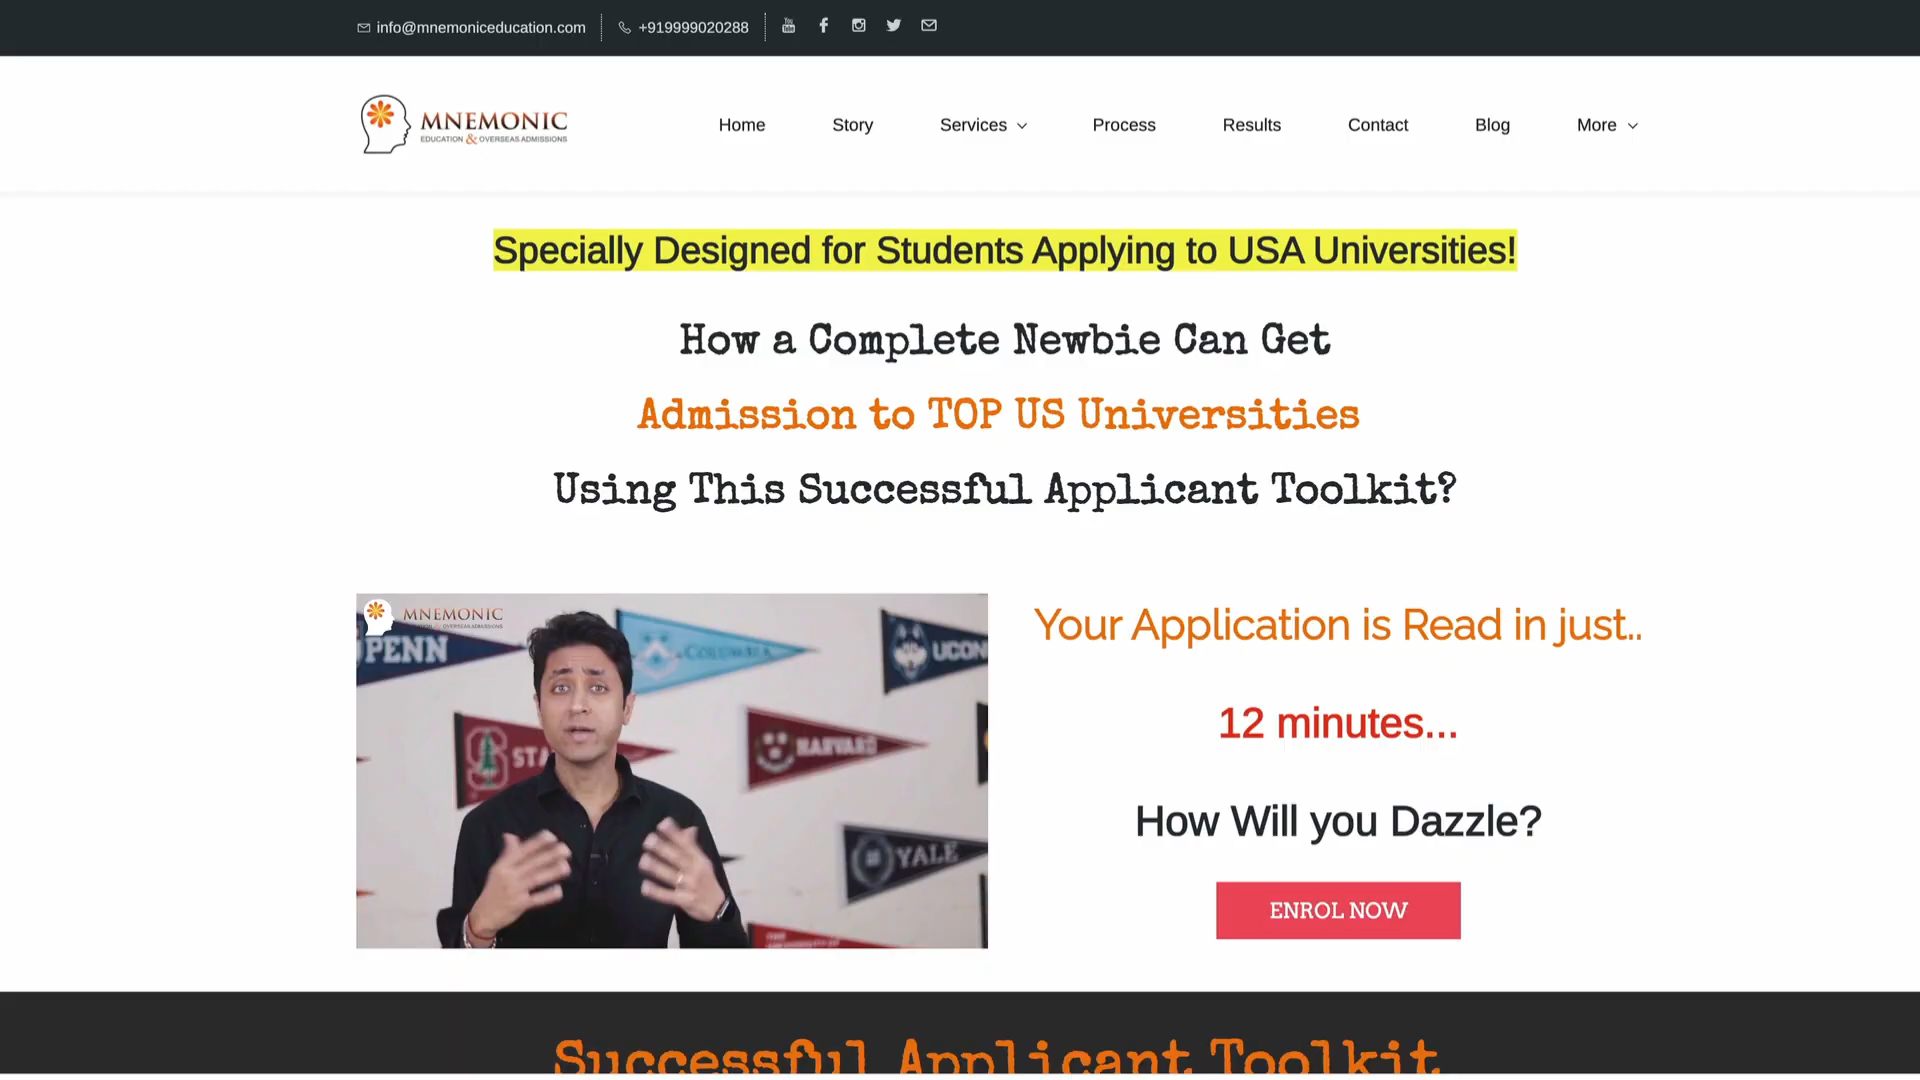 info@mnemoniceducation.com +919999020288
MNEMONIC
EDUCATION & OVERSEAS ADMISSIONS
Home Story Services Process Results Contact Blog More
Specially Designed for Students Applying to USA Universities!
How a Complete Newbie Can Get
Admission to TOP US Universities
Using This Successful Applicant Toolkit?
MNEMONIC
PENN
COLUMBIA
UCON
STA
HARVARD
YALE
Your Application is Read in just..
12 minutes...
How Will you Dazzle?
ENROL NOW
Successful Applicant Toolkit